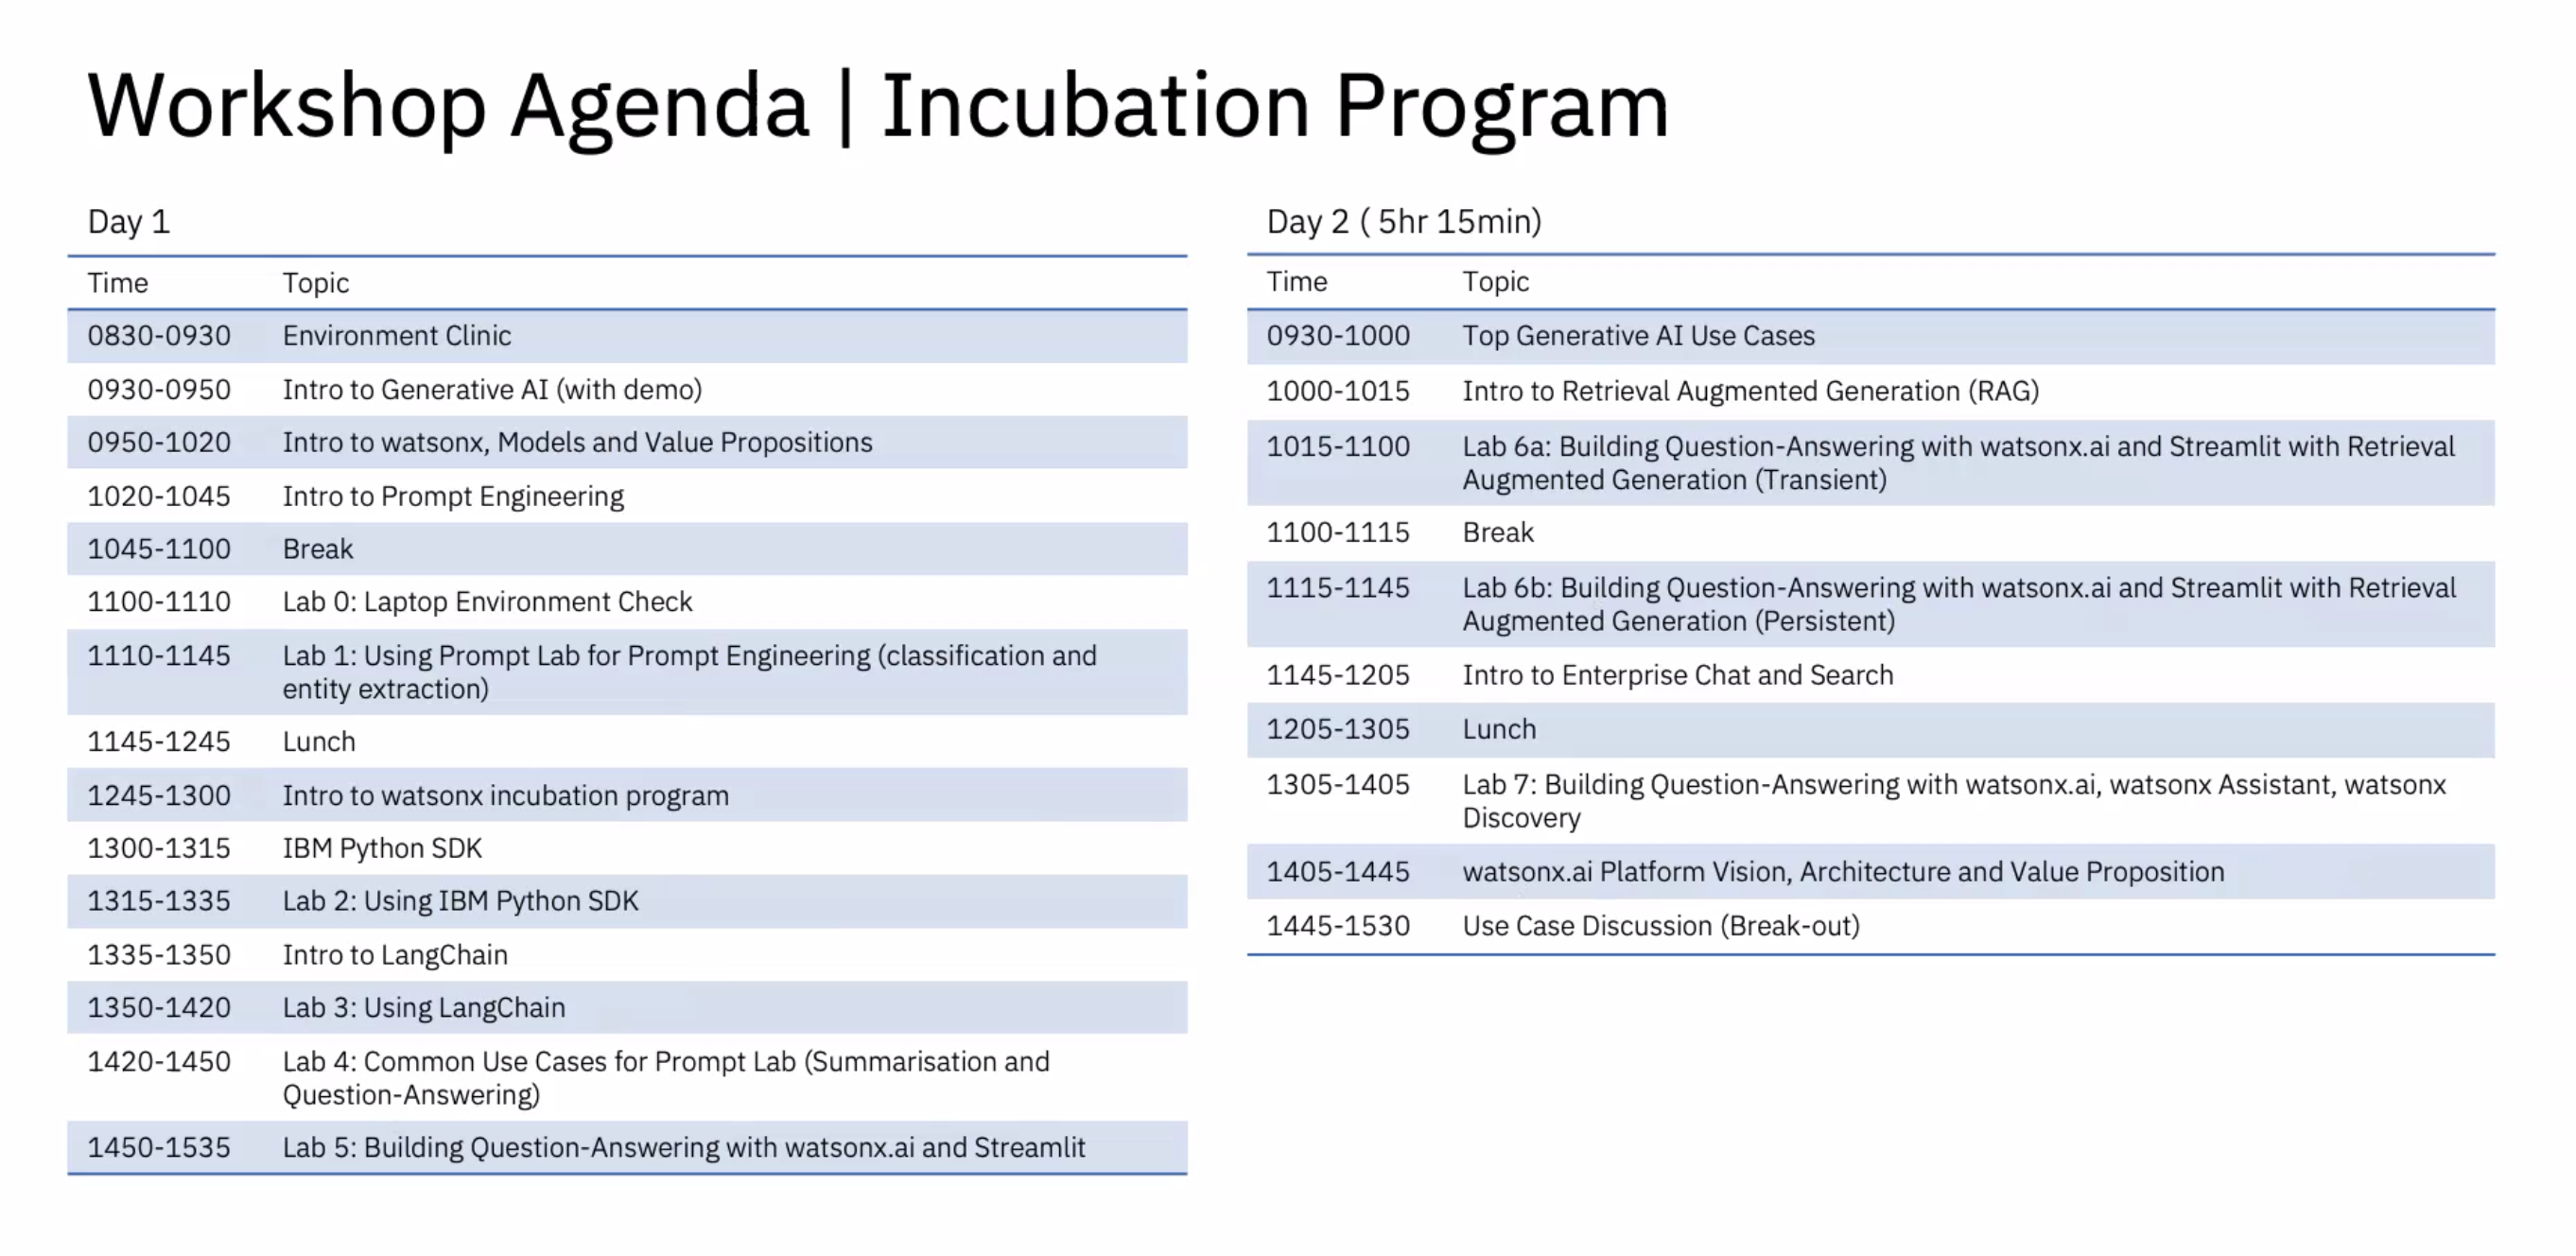 Workshop Agenda | Incubation Program
Day 1
Time Topic
0830-0930 Environment Clinic
0930-0950 Intro to Generative AI (with demo)
0950-1020 Intro to watsonx, Models and Value Propositions
1020-1045 Intro to Prompt Engineering
1045-1100 Break
1100-1110 Lab 0: Laptop Environment Check
1110-1145 Lab 1: Using Prompt Lab for Prompt Engineering (classification and
entity extraction)
1145-1245 Lunch
1245-1300 Intro to watsonx incubation program
1300-1315 IBM Python SDK
1315-1335 Lab 2: Using IBM Python SDK
1335-1350 Intro to LangChain
1350-1420 Lab 3: Using LangChain
1420-1450 Lab 4: Common Use Cases for Prompt Lab (Summarisation and
Question-Answering)
1450-1535 Lab 5: Building Question-Answering with watsonx.ai and Streamlit
Day 2 ( 5hr 15min)
Time Topic
0930-1000 Top Generative AI Use Cases
1000-1015 Intro to Retrieval Augmented Generation (RAG)
1015-1100 Lab 6a: Building Question-Answering with watsonx.ai and Streamlit with Retrieval
Augmented Generation (Transient)
1100-1115 Break
1115-1145 Lab 6b: Building Question-Answering with watsonx.ai and Streamlit with Retrieval
Augmented Generation (Persistent)
1145-1205 Intro to Enterprise Chat and Search
1205-1305 Lunch
1305-1405 Lab 7: Building Question-Answering with watsonx.ai, watsonx Assistant, watsonx
Discovery
1405-1445 watsonx.ai Platform Vision, Architecture and Value Proposition
1445-1530 Use Case Discussion (Break-out)